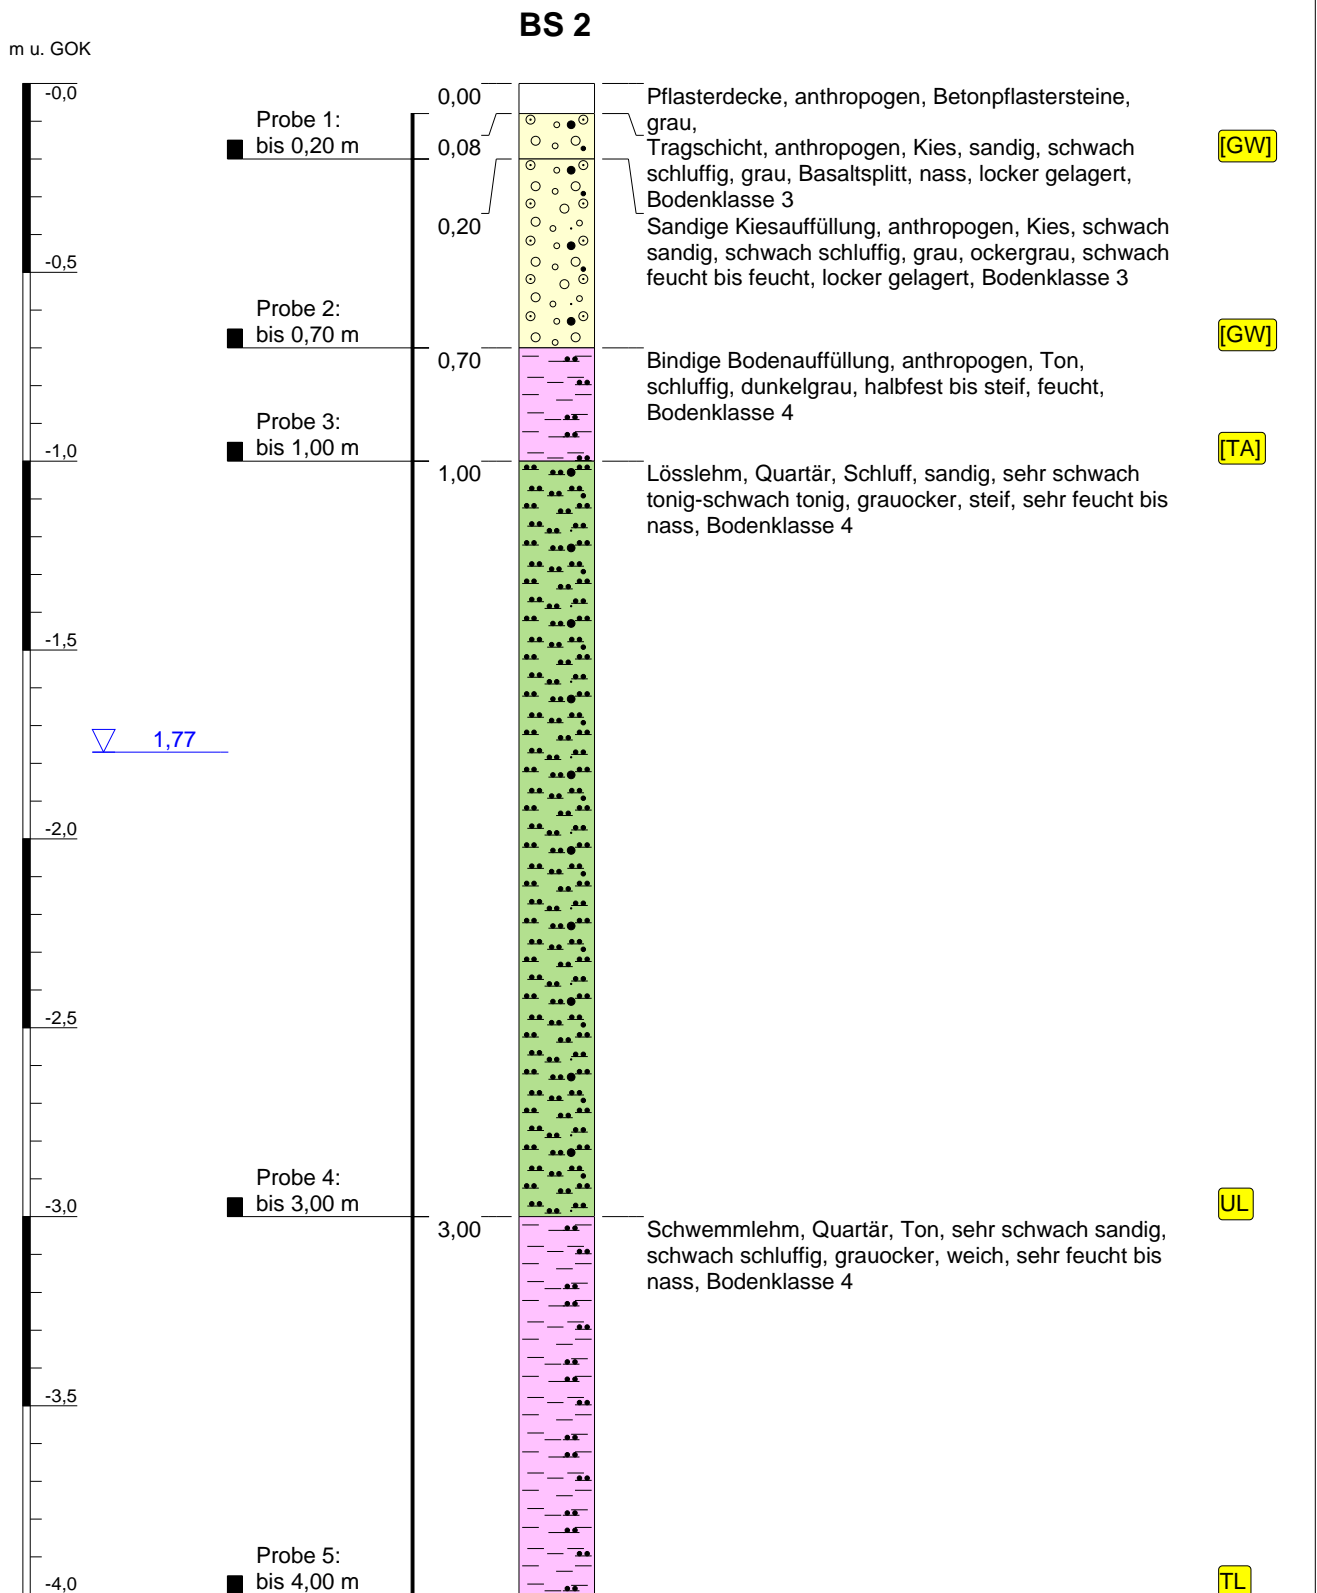 BS 2
m u. GOK
-0,0
0,00
Pflasterdecke, anthropogen, Betonpflastersteine,
grau,
Probe 1:
bis 0,20 m
0,08
Tragschicht, anthropogen, Kies, sandig, schwach
schluffig, grau, Basaltsplitt, nass, locker gelagert,
Bodenklasse 3
[GW]
0,20
Sandige Kiesauffüllung, anthropogen, Kies, schwach
sandig, schwach schluffig, grau, ockergrau, schwach
feucht bis feucht, locker gelagert, Bodenklasse 3
-0,5
Probe 2:
bis 0,70 m
[GW]
0,70
Bindige Bodenauffüllung, anthropogen, Ton,
schluffig, dunkelgrau, halbfest bis steif, feucht,
Bodenklasse 4
Probe 3:
bis 1,00 m
[TA]
-1,0
1,00
Lösslehm, Quartär, Schluff, sandig, sehr schwach
tonig-schwach tonig, grauocker, steif, sehr feucht bis
nass, Bodenklasse 4
-1,5
1,77
-2,0
-2,5
Probe 4:
bis 3,00 m
UL
-3,0
3,00
Schwemmlehm, Quartär, Ton, sehr schwach sandig,
schwach schluffig, grauocker, weich, sehr feucht bis
nass, Bodenklasse 4
-3,5
Probe 5:
bis 4,00 m
TL
-4,0